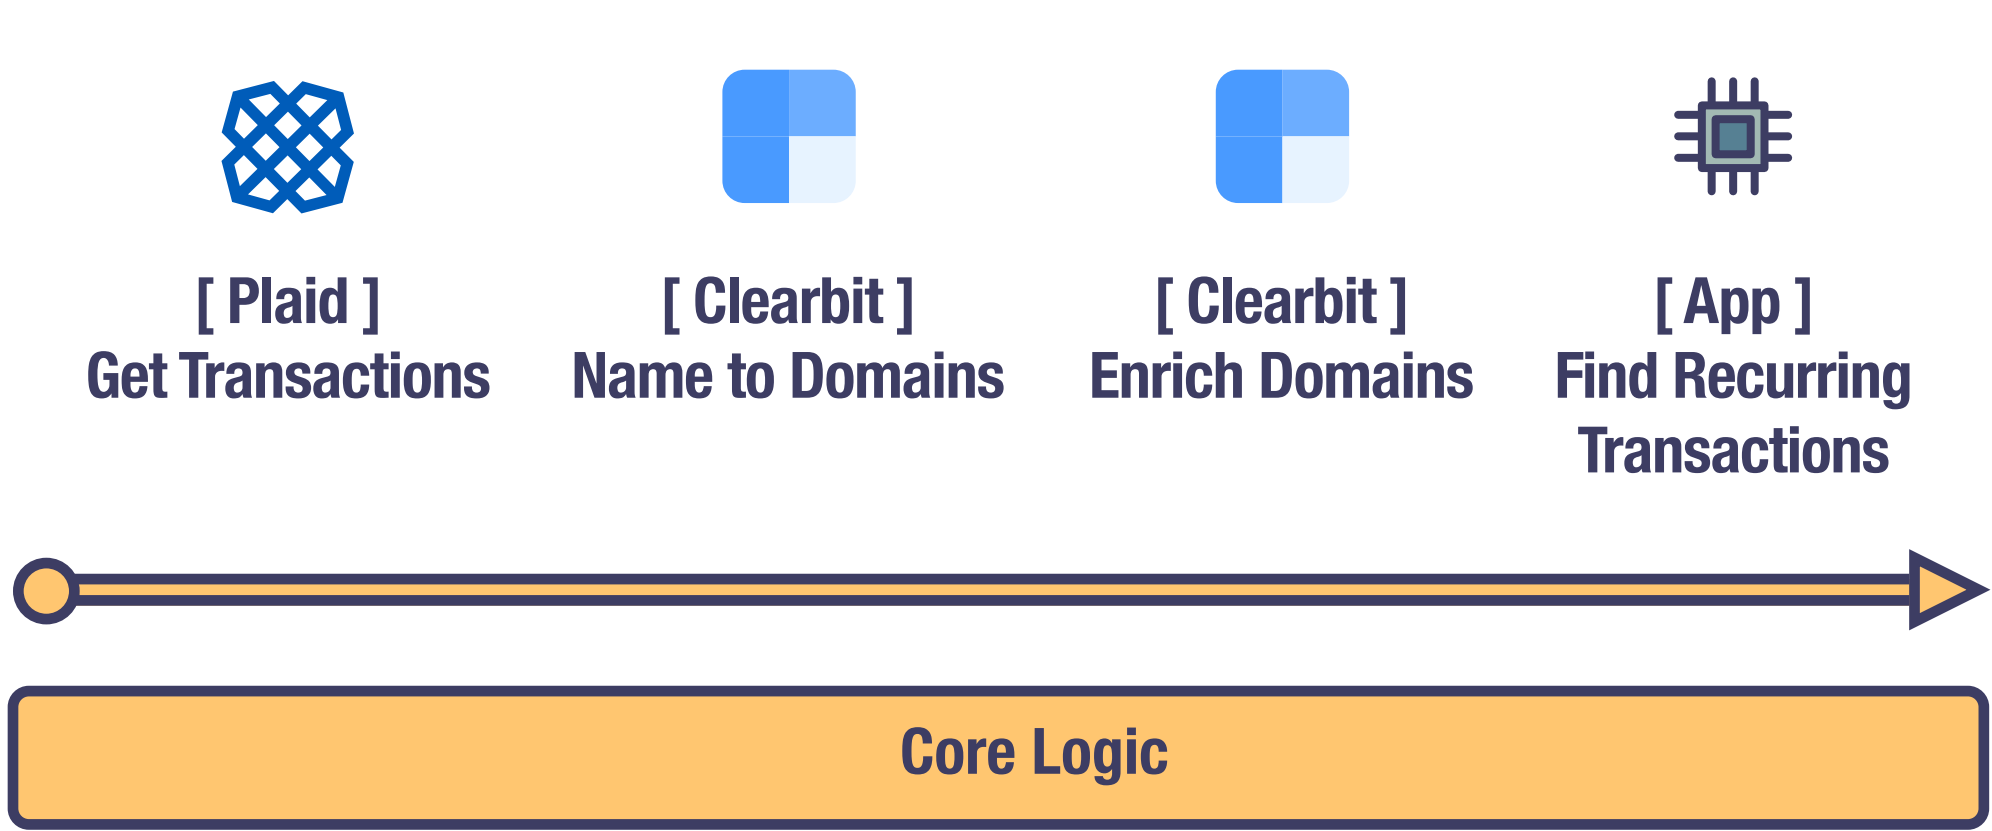 [ Plaid ]
Get Transactions
[ Clearbit ]
Name to Domains
[ Clearbit ]
Enrich Domains
[ App ]
Find Recurring
Transactions
Core Logic